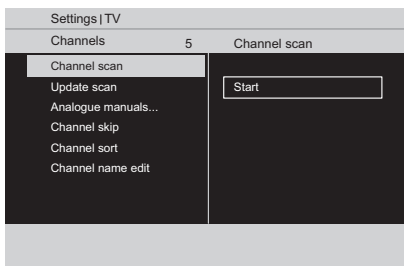 Settings | TV
Channels 5 Channel scan
Channel scan
Start
Update scan
Analogue manuals...
Channel skip
Channel sort
Channel name edit